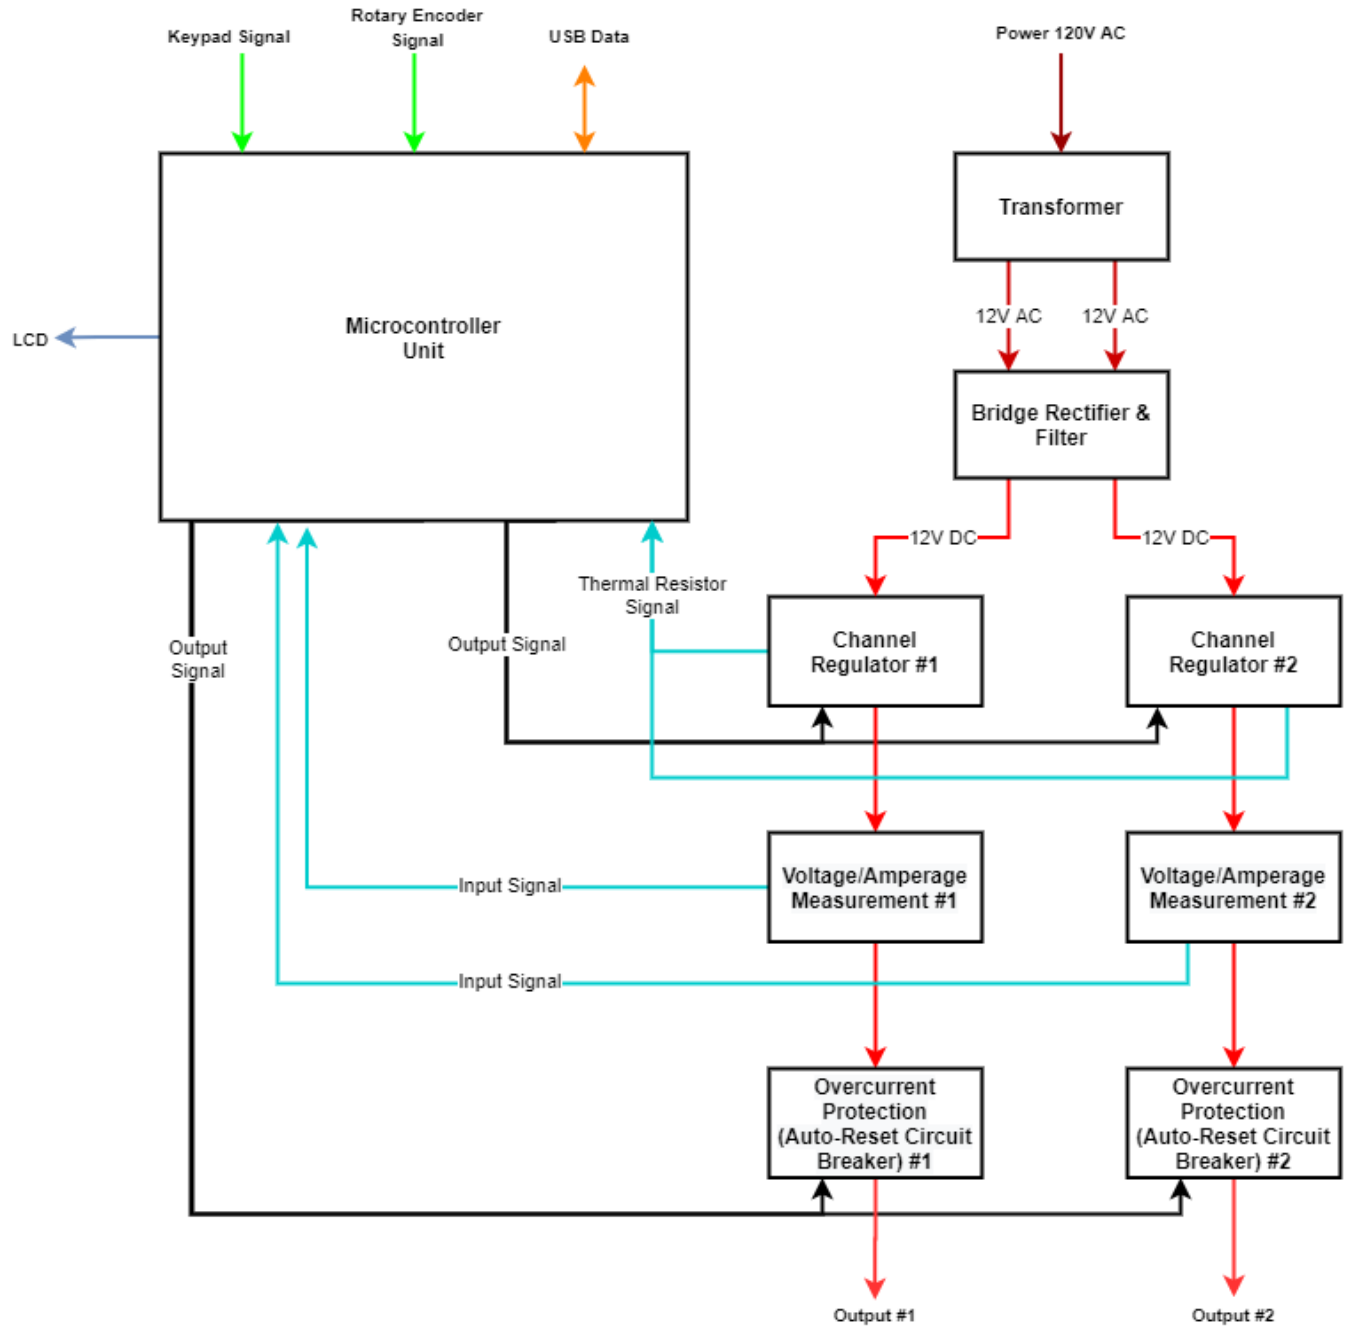 Keypad Signal
Rotary Encoder
Signal
USB Data
Power 120V AC
Transformer
12V AC
12V AC
Microcontroller
Unit
LCD
Bridge Rectifier &
Filter
12V DC
12V DC
Thermal Resistor
Signal
Output
Signal
Output Signal
Channel
Regulator #1
Channel
Regulator #2
Input Signal
Voltage/Amperage
Measurement #1
Voltage/Amperage
Measurement #2
Input Signal
Overcurrent
Protection
(Auto-Reset Circuit
Breaker) #1
Overcurrent
Protection
(Auto-Reset Circuit
Breaker) #2
Output #1
Output #2